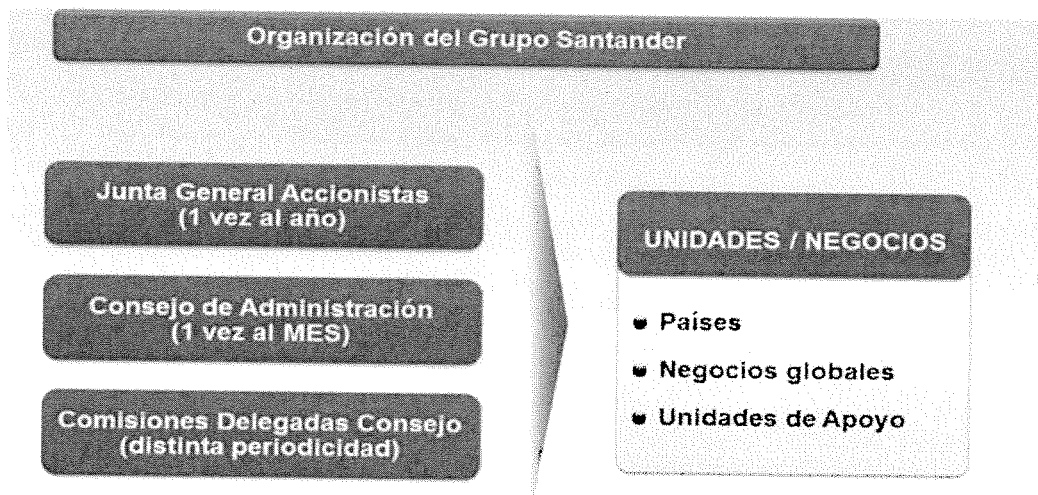 Organización del Grupo Santander
Junta General Accionistas
(1 vez al año)
Consejo de Administración
(1 vez al MES)
Comisiones Delegadas Consejo
(distinta periodicidad)
UNIDADES / NEGOCIOS
Países
Negocios globales
Unidades de Apoyo